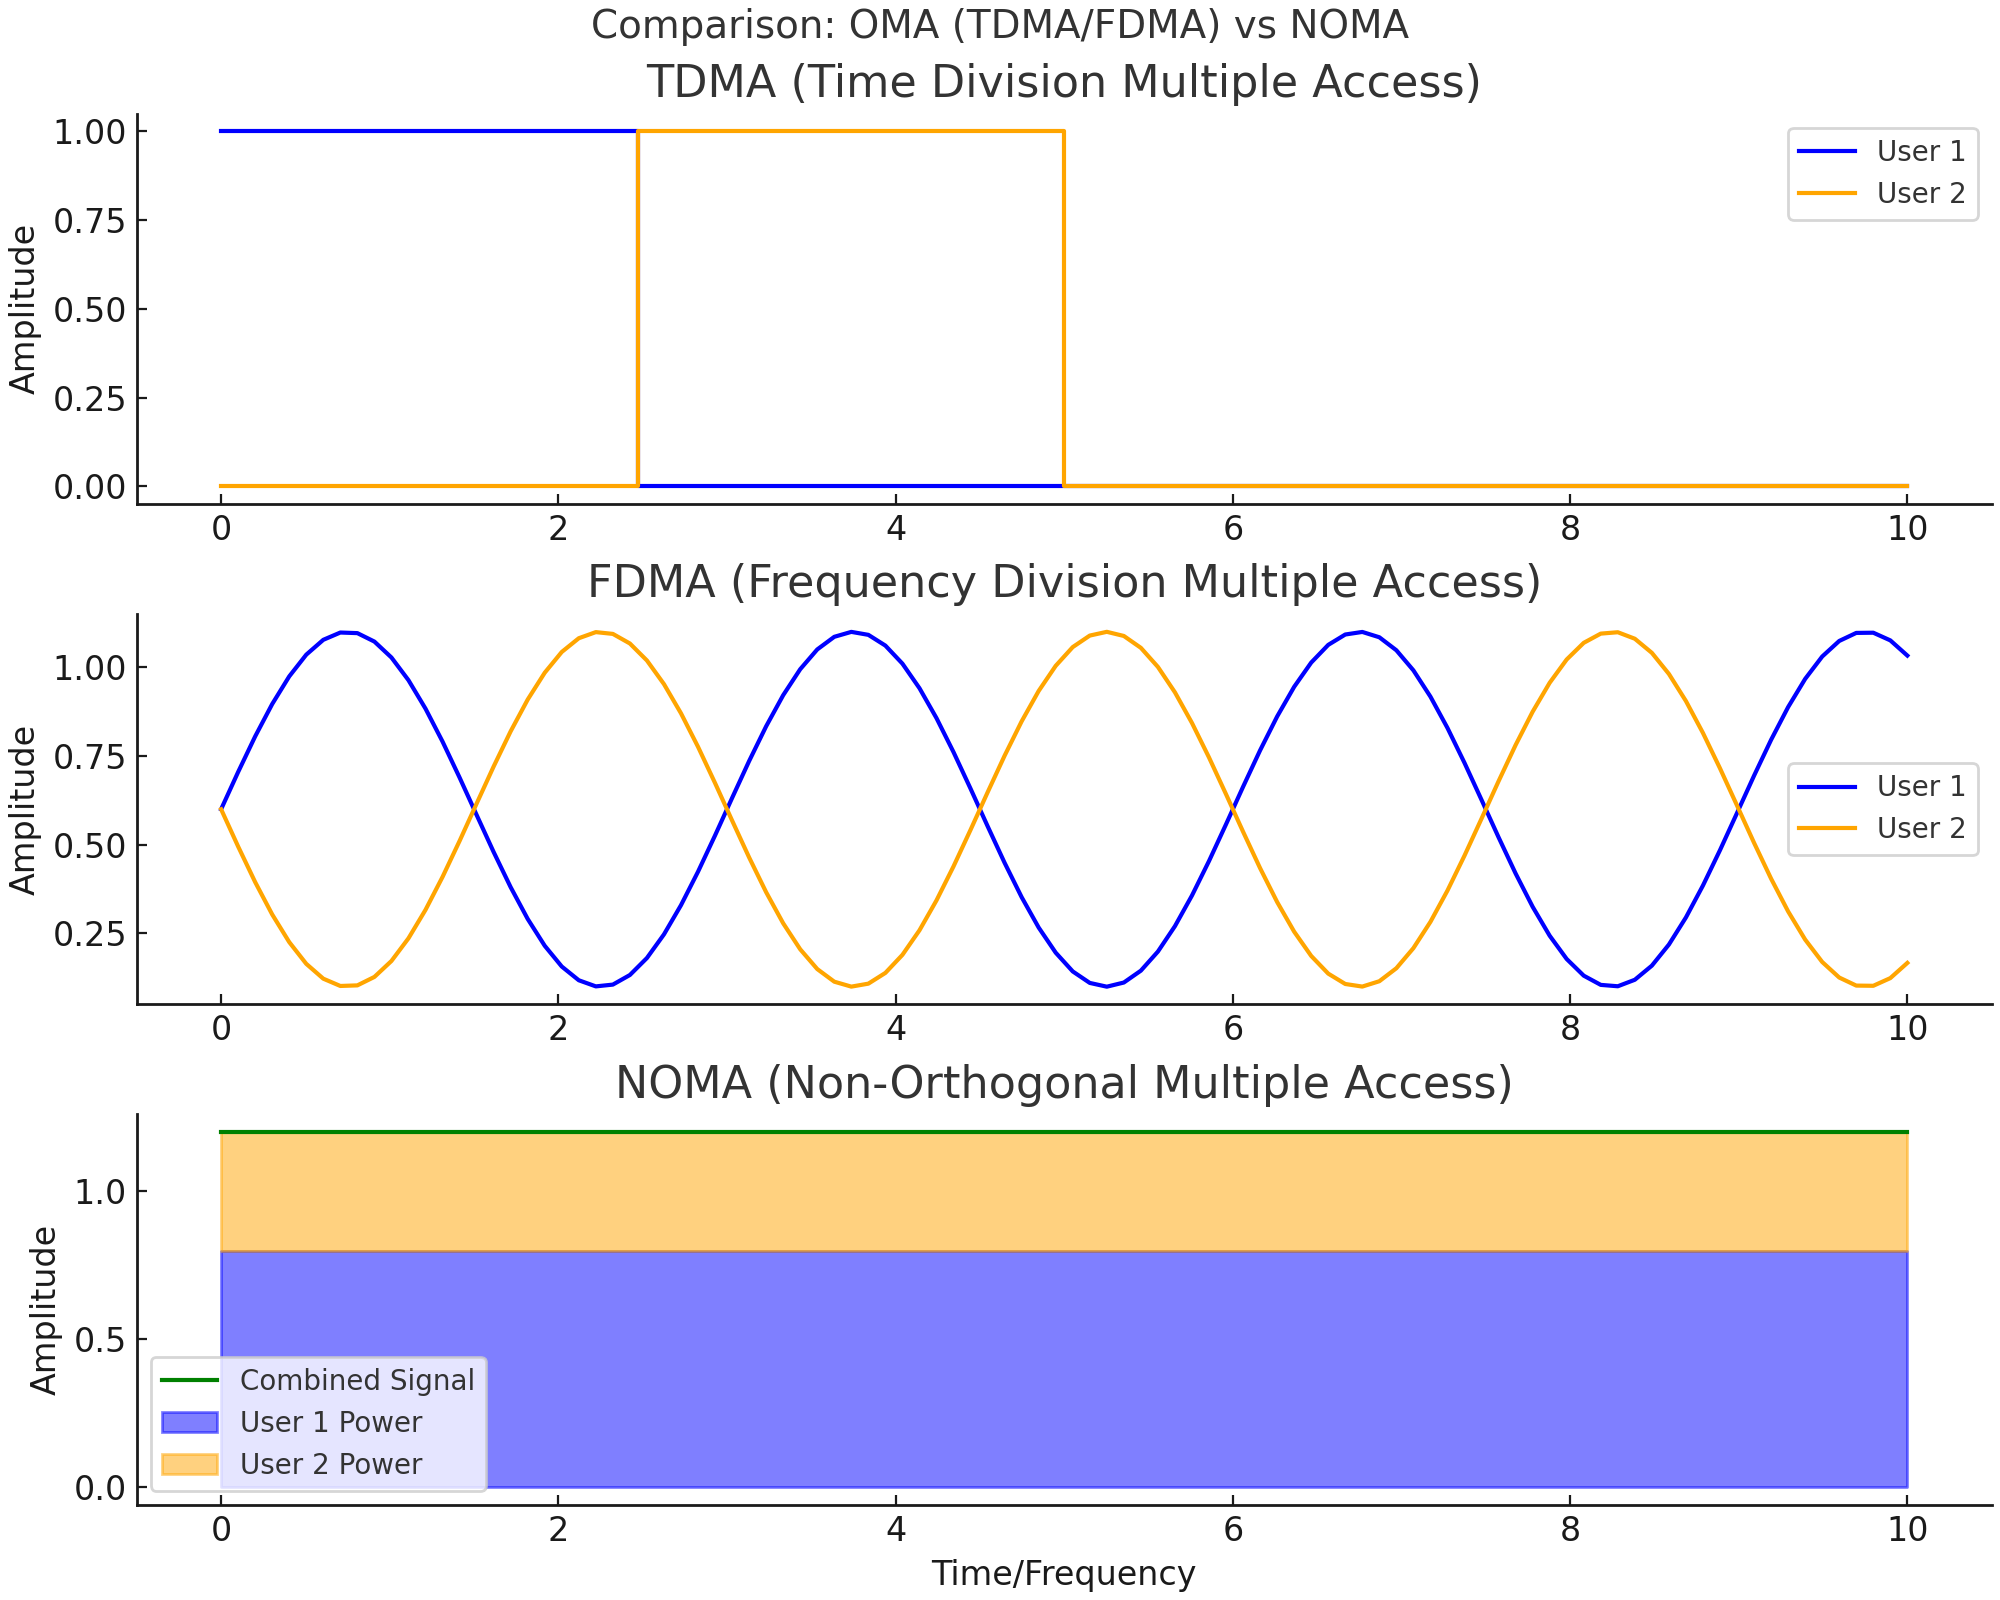 Comparison: OMA (TDMA/FDMA) vs NOMA
TDMA (Time Division Multiple Access)
Amplitude
1.00
0.75
0.50
0.25
0.00
User 1
User 2
0 2 4 6 8 10
FDMA (Frequency Division Multiple Access)
Amplitude
1.00
0.75
0.50
0.25
User 1
User 2
0 2 4 6 8 10
NOMA (Non-Orthogonal Multiple Access)
Amplitude
1.0
0.5
0.0
Combined Signal
User 1 Power
User 2 Power
0 2 4 6 8 10
Time/Frequency